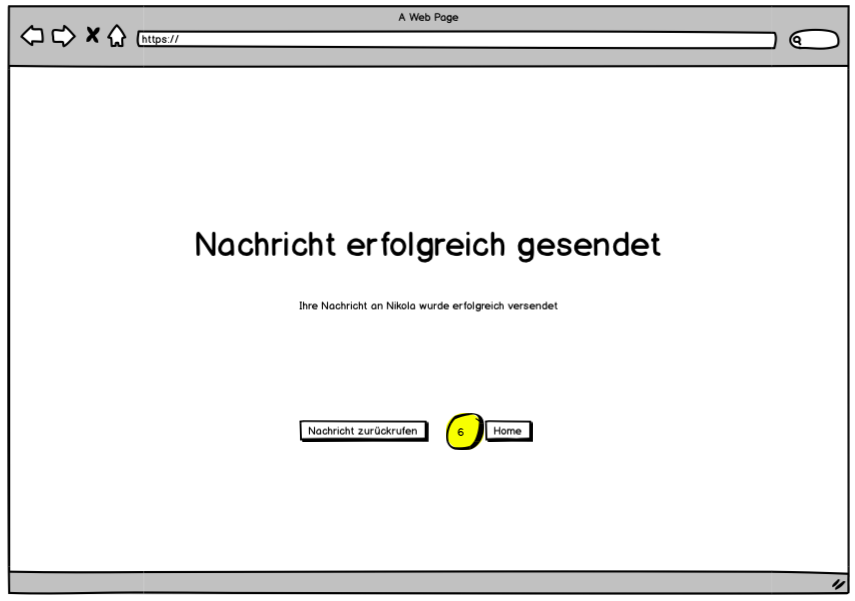 A Web Page
https://
Nachricht erfolgreich gesendet
Ihre Nachricht an Nikola wurde erfolgreich versendet
Nachricht zurückrufen
6
Home